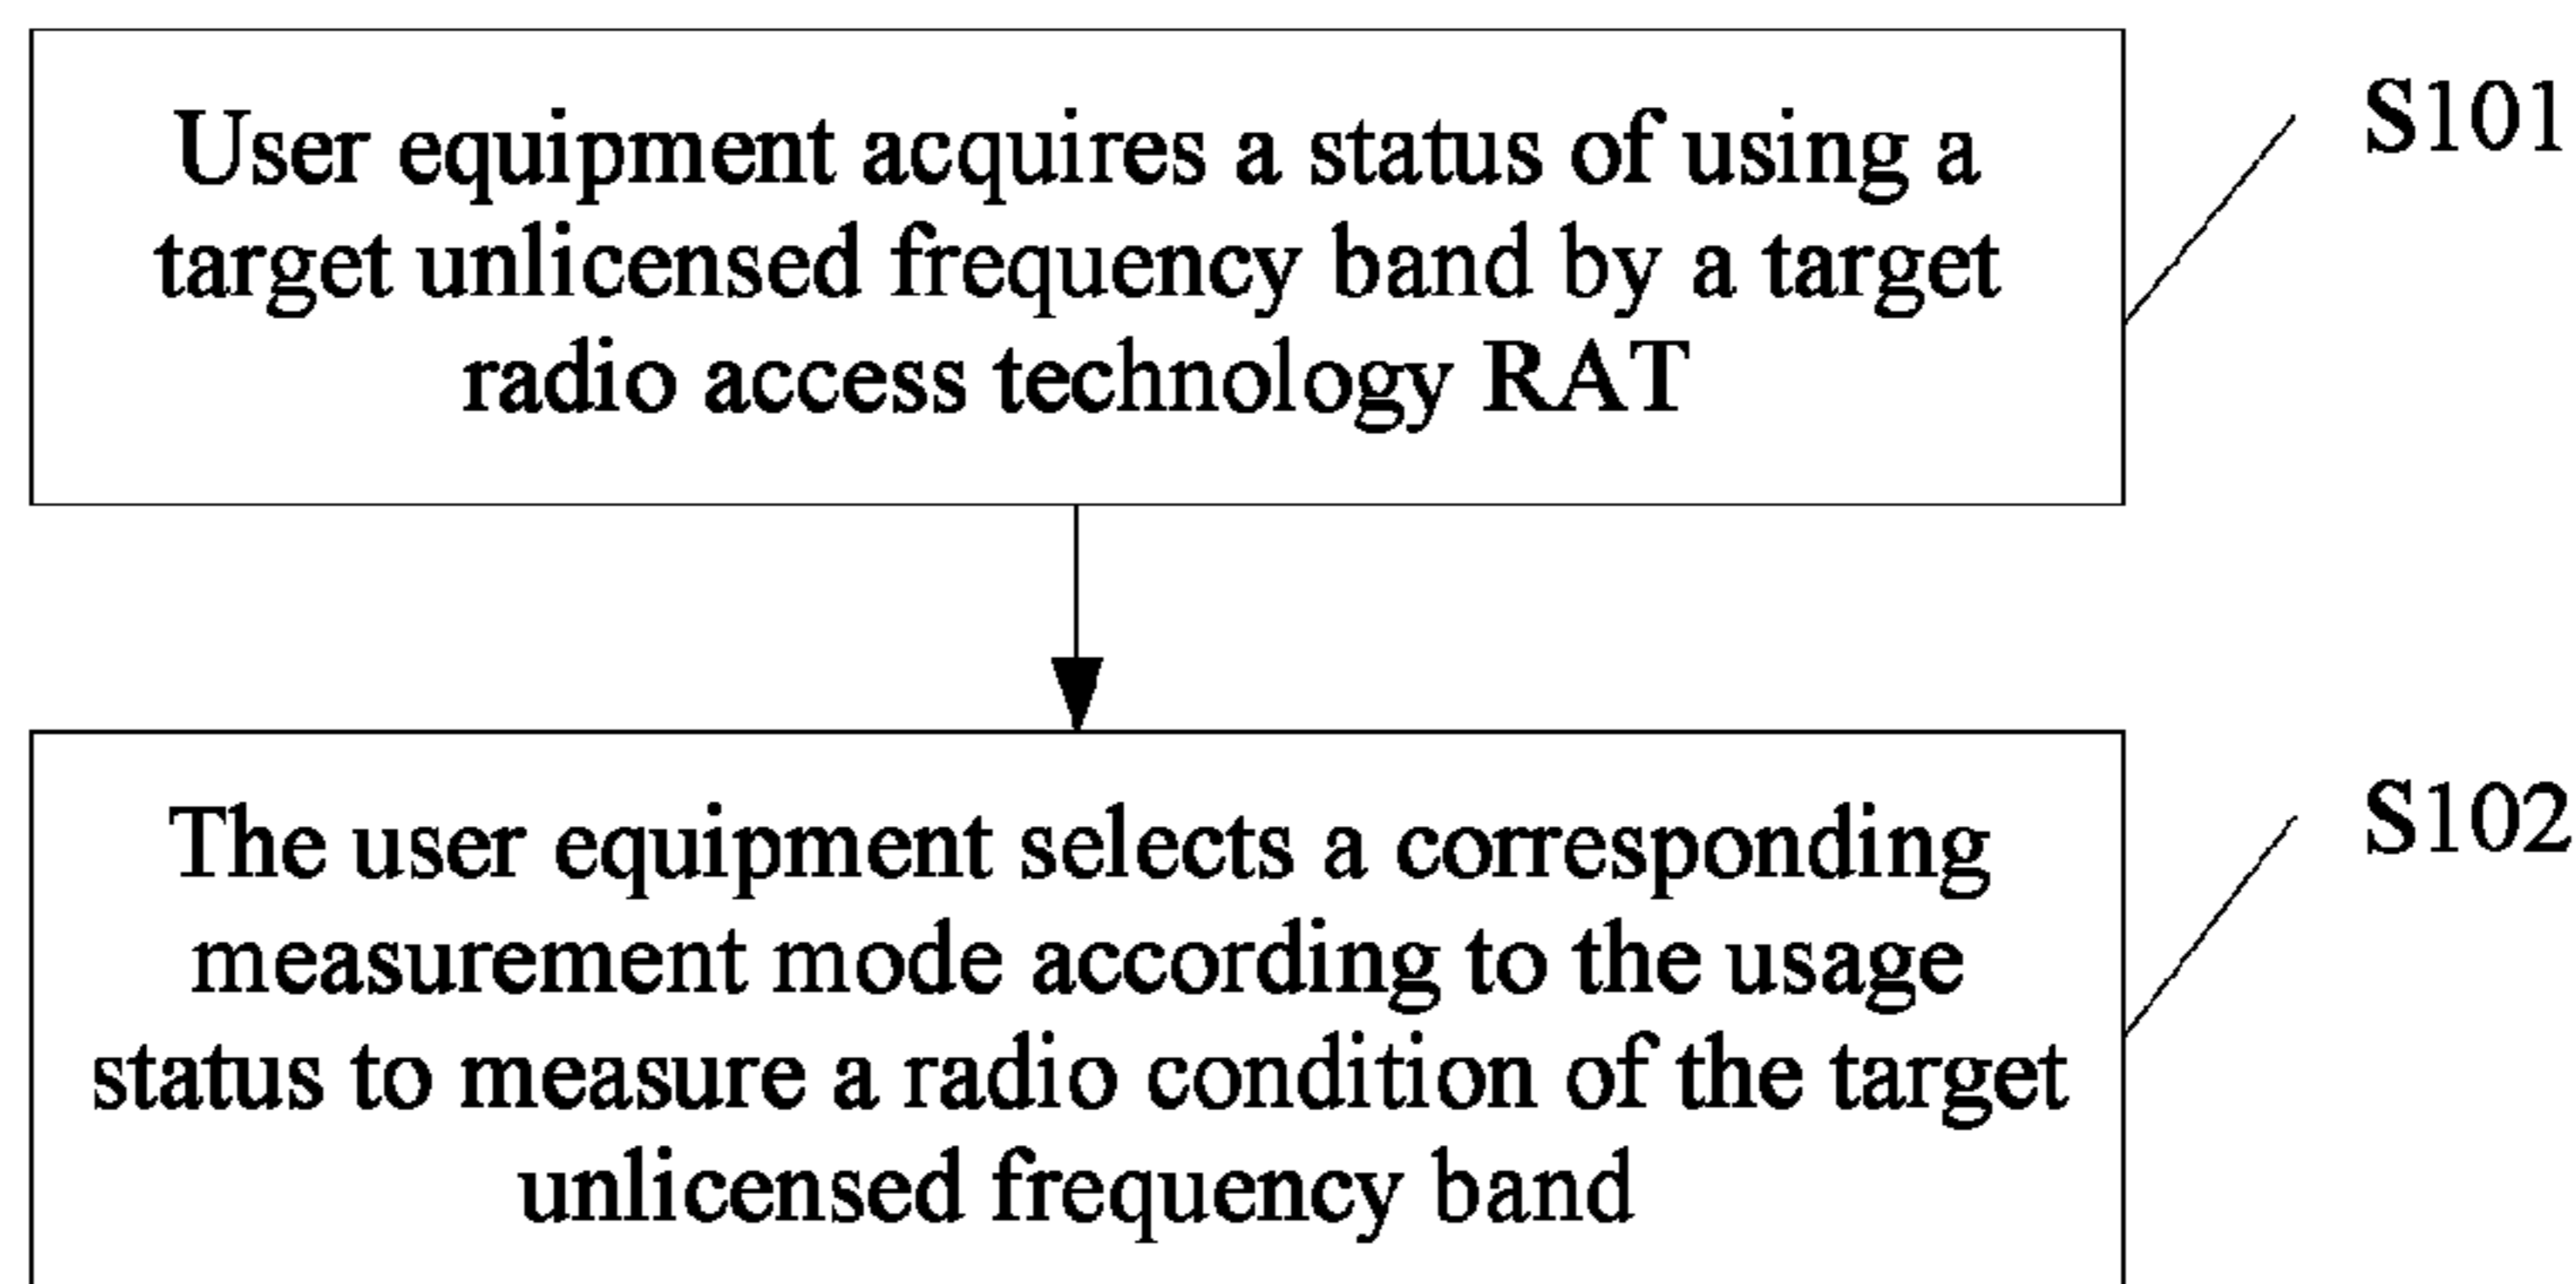 User equipment acquires a status of using a
target unlicensed frequency band by a target
radio access technology RAT
S101
The user equipment selects a corresponding
measurement mode according to the usage
status to measure a radio condition of the target
unlicensed frequency band
S102